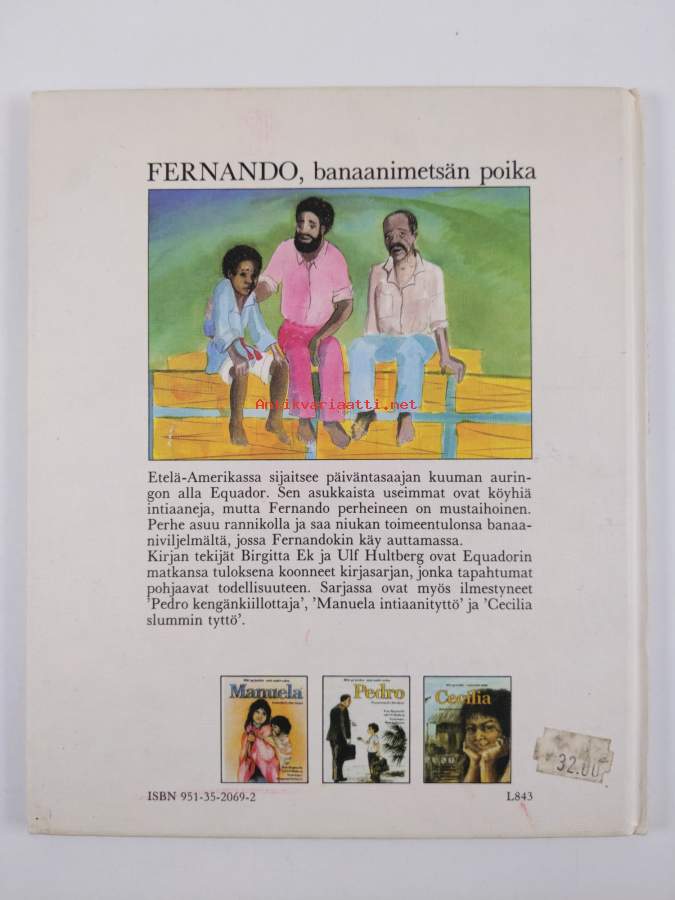 FERNANDO, banaanimetsän poika
Antikvariaatti.net
Etelä-Amerikassa sijaitsee päiväntasaajan kuuman aurin-
gon alla Equador. Sen asukkaista useimmat ovat köyhiä
intiaaneja, mutta Fernando perheineen on mustaihoinen.
Perhe asuu rannikolla ja saa niukan toimeentulonsa banaa-
niviljelmältä, jossa Fernandokin käy auttamassa.
Kirjan tekijät Birgitta Ek ja Ulf Hultberg ovat Equadorin
matkansa tuloksena koonneet kirjasarjan, jonka tapahtumat
pohjaavat todellisuuteen. Sarjassa ovat myös ilmestyneet
'Pedro kengänkiillottaja', 'Manuela intiaanityttö' ja 'Cecilia
slummin tyttö'.
Manuela
Pedro
Cecilia
32.00
ISBN 951-35-2069-2
L843